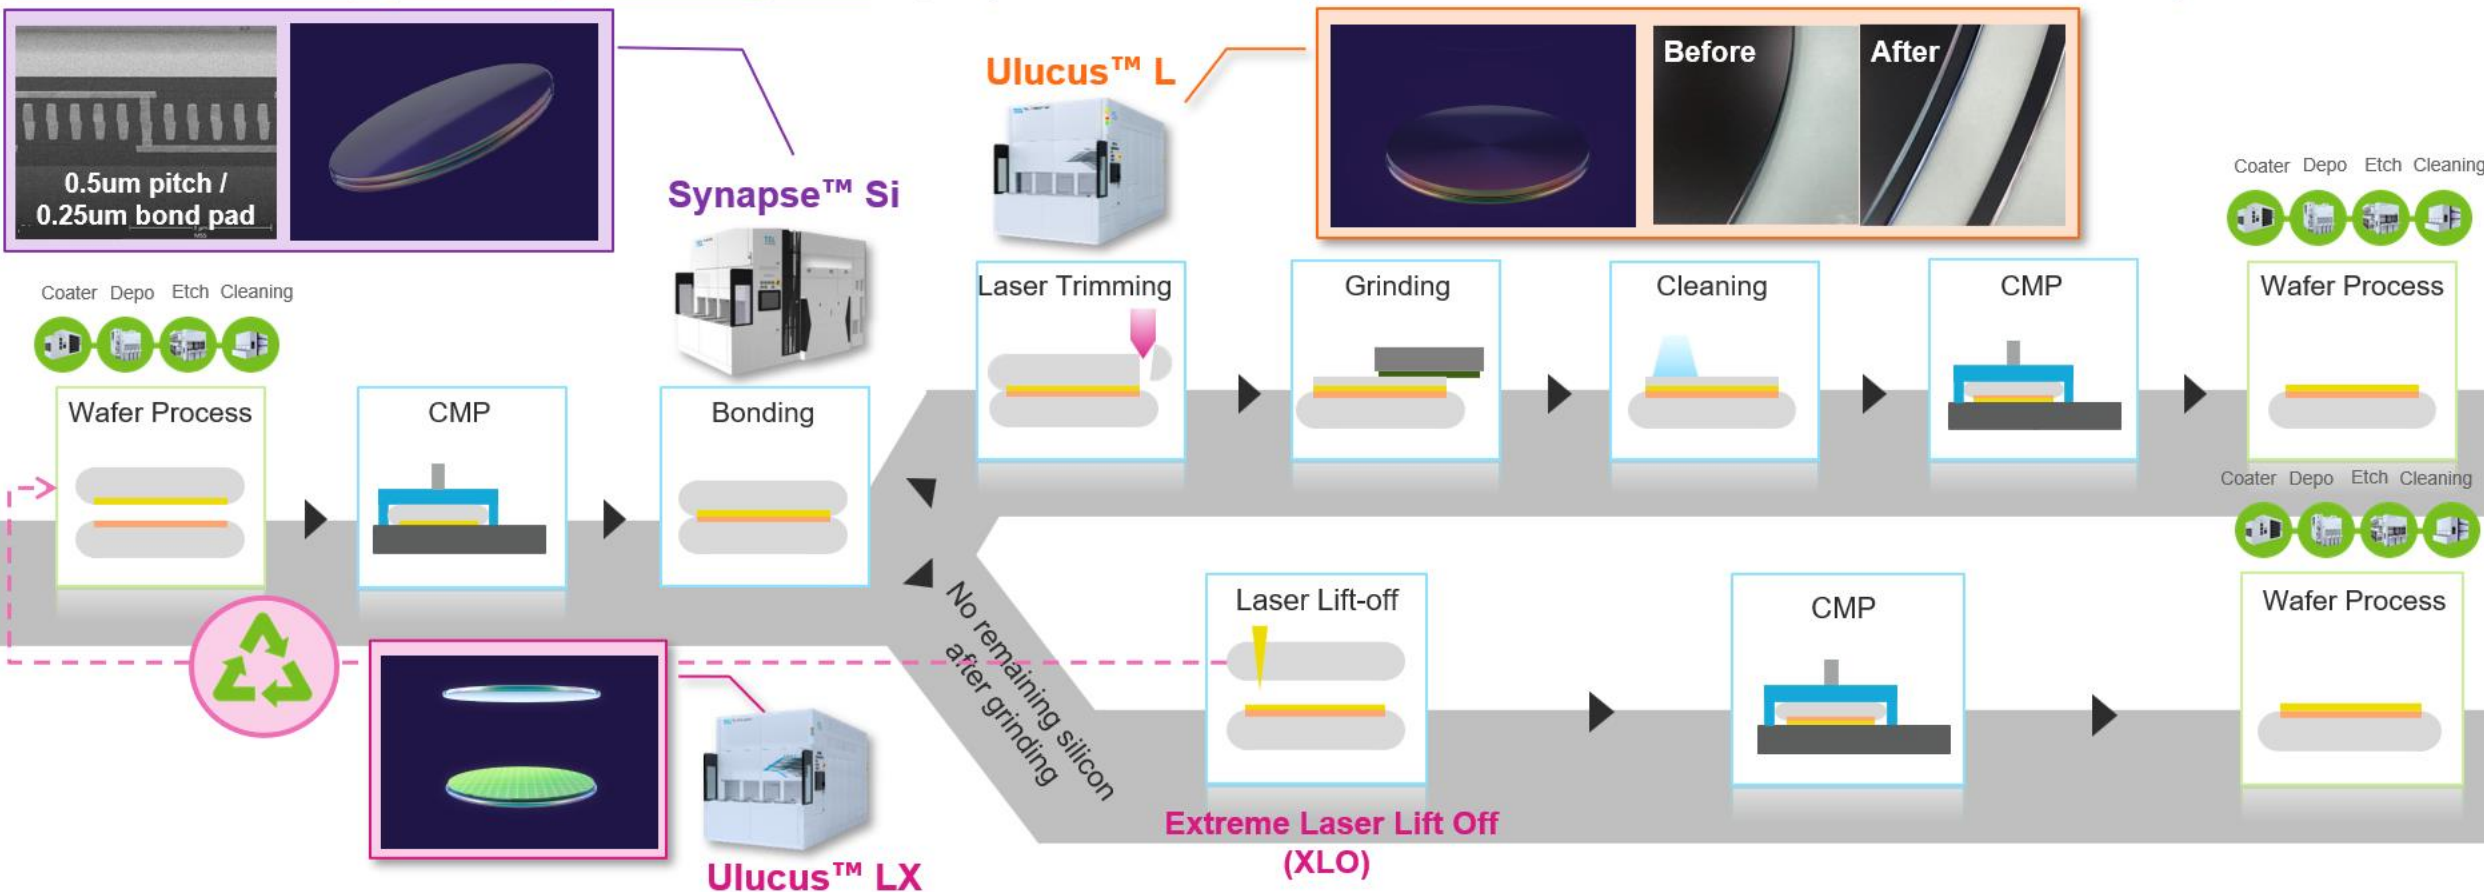 0.5um pitch /
0.25um bond pad
Synapse™ Si
Ulucus™ L
Before
After
Coater Depo Etch Cleaning
Wafer Process
CMP
Bonding
Laser Trimming
Grinding
Cleaning
CMP
Coater Depo Etch Cleaning
Wafer Process
No remaining silicon
after grinding
Laser Lift-off
CMP
Coater Depo Etch Cleaning
Wafer Process
Extreme Laser Lift Off
(XLO)
Ulucus™ LX